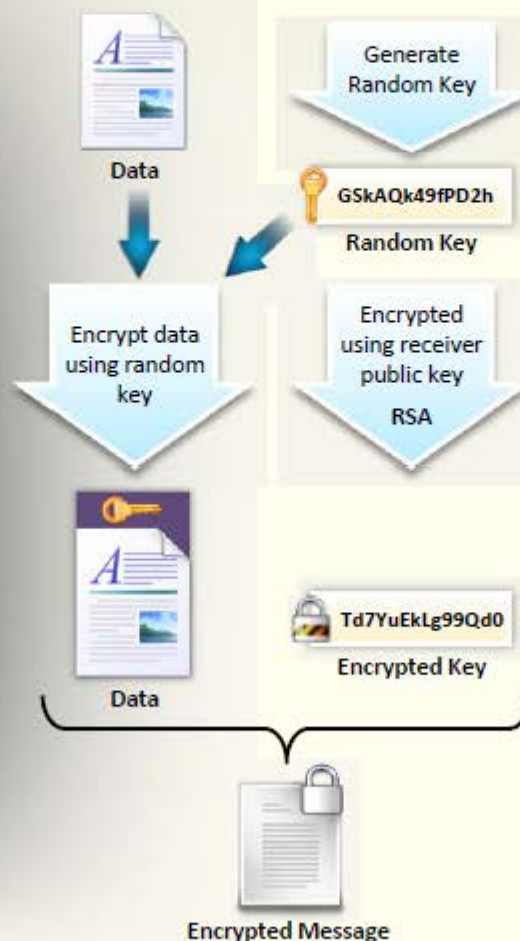 Data
Generate
Random Key
GSkAQk49fPD2h
Random Key
Encrypt data
using random
key
Encrypted
using receiver
public key
RSA
Data
Td7YuEkLg99Qd0
Encrypted Key
Encrypted Message